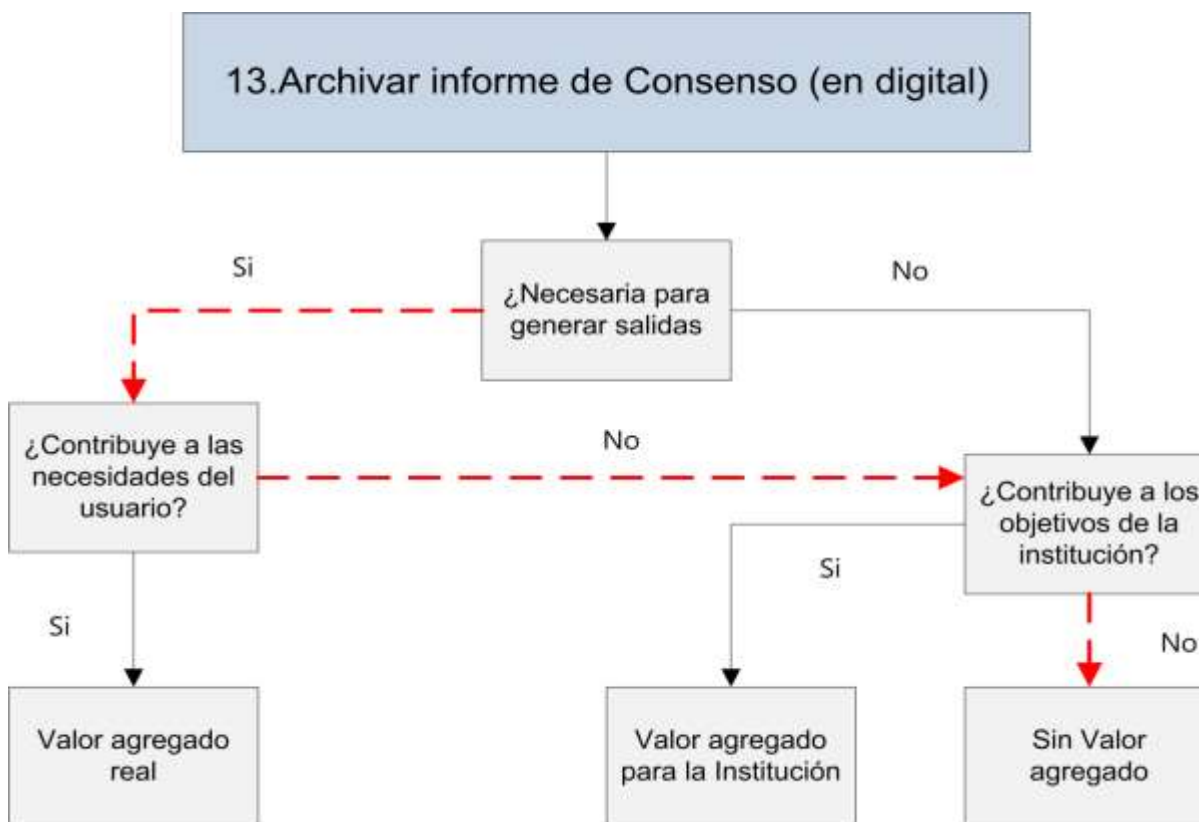 13.Archivar informe de Consenso (en digital)
Si
¿Necesaria para
generar salidas
No
¿Contribuye a las
necesidades del
usuario?
No
¿Contribuye a los
objetivos de la
institución?
Si
Si
No
Valor agregado
real
Valor agregado
para la Institución
Sin Valor
agregado